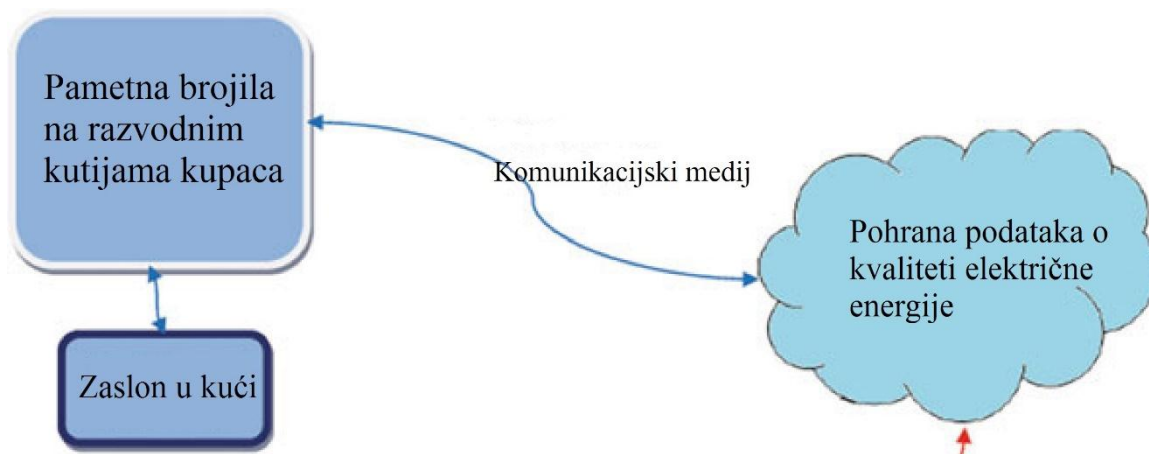 Pametna brojila
na razvodnim
kutijama kupaca
Komunikacijski medij
Pohrana podataka o
kvaliteti električne
energije
Zaslon u kući